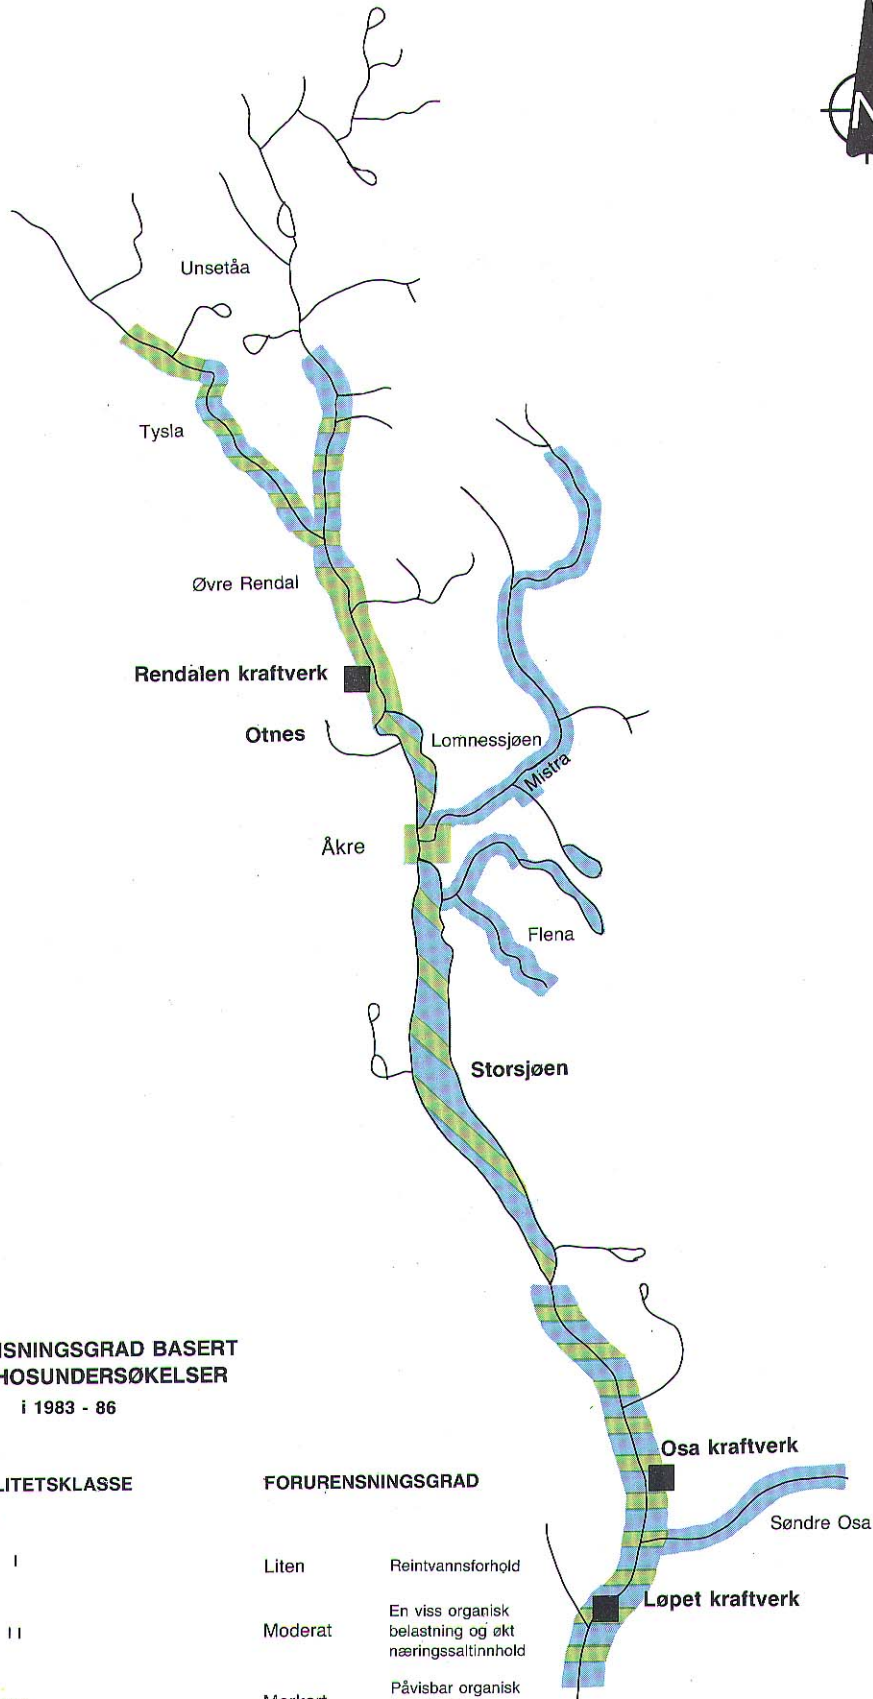 N
Unsetåa
Tysla
Øvre Rendal
Rendalen kraftverk
Otnes
Lomnessjøen
Mistra
Åkre
Flena
Storsjøen
SNINGSGRAD BASERT
HOSUNDERSØKELSER
i 1983 - 86
Osa kraftverk
LITETSKLASSE
FORURENSNINGSGRAD
Søndre Osa
I
Liten
Reintvannsforhold
Løpet kraftverk
II
Moderat
En viss organisk
belastning og økt
næringssaltinnhold
Påvisbar organisk